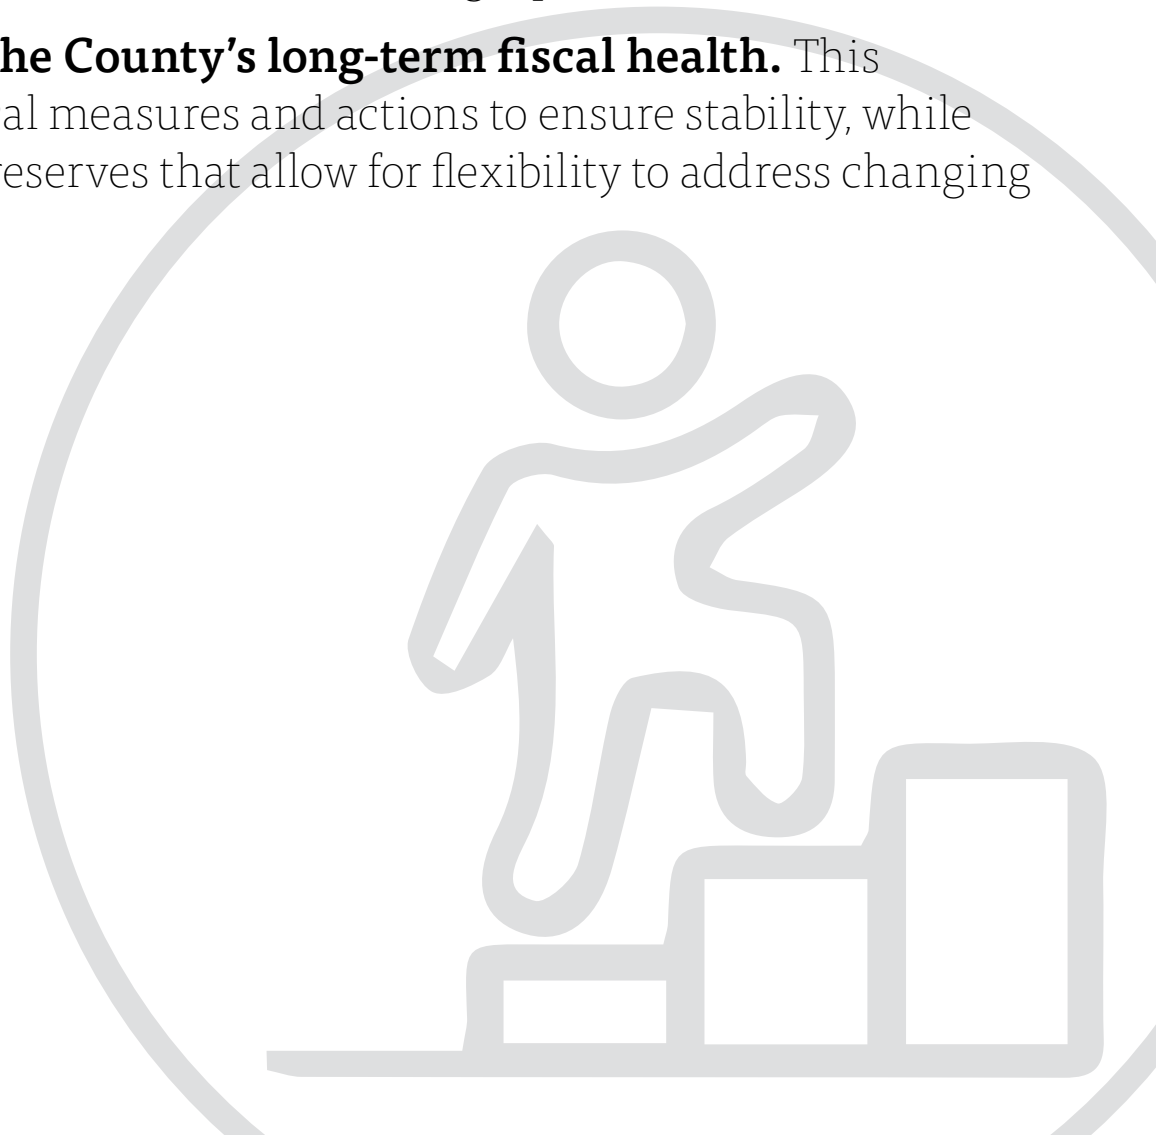 he County’s long-term fiscal health. This
al measures and actions to ensure stability, while
reserves that allow for flexibility to address changing